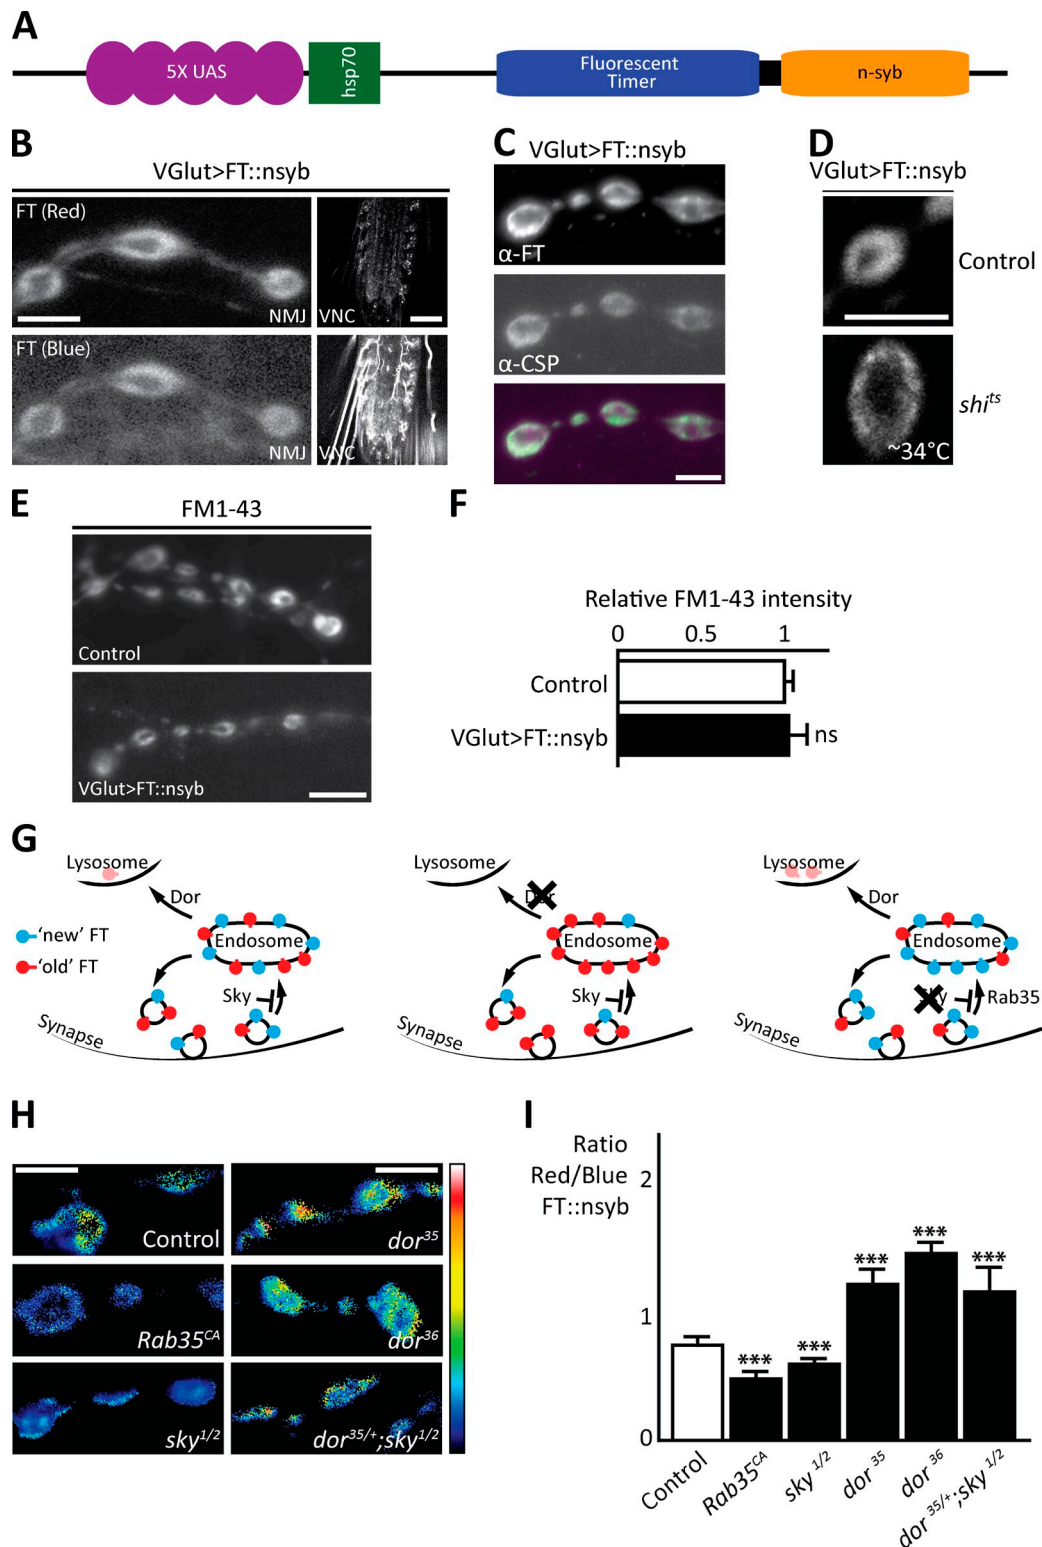 A
5X UAS
hsp70
Fluorescent
Timer
n-syb
B
VGlut>FT::nsyb
FT (Red)
NMJ
VNC
FT (Blue)
NMJ
VNC
C
VGlut>FT::nsyb
α-FT
α-CSP
D
VGlut>FT::nsyb
Control
shi^ts
~34°C
E
FM1-43
Control
VGlut>FT::nsyb
F
Relative FM1-43 intensity
0 0.5 1
Control
VGlut>FT::nsyb
ns
G
Lysosome
Dor
Endosome
'new' FT
'old' FT
Sky
Synapse
Lysosome
Dor
Endosome
Sky
Synapse
Lysosome
Dor
Endosome
Sky
Rab35
Synapse
H
Control
dor^35
Rab35^CA
dor^36
sky^1/2
dor^35/+;sky^1/2
I
Ratio
Red/Blue
FT::nsyb
2
1
0
***
***
***
***
***
Control
Rab35^CA
sky^1/2
dor^35
dor^36
dor^35/+;sky^1/2